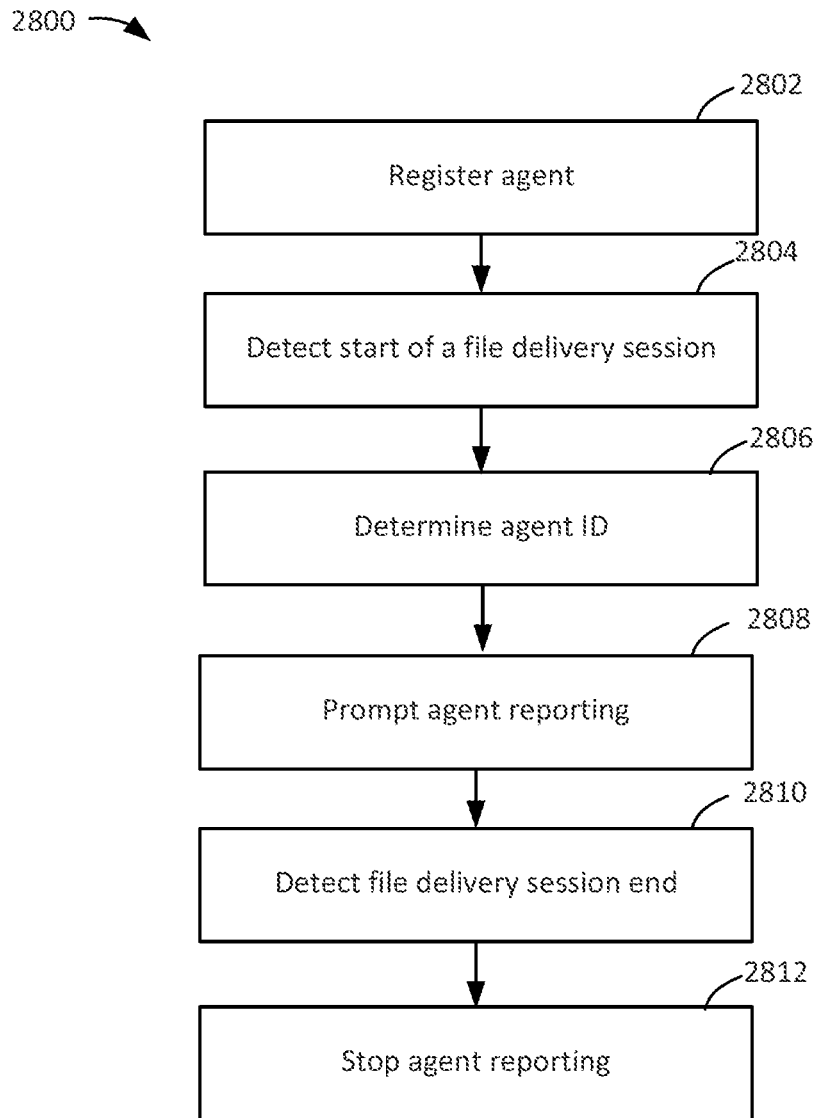 2800
2802
Register agent
2804
Detect start of a file delivery session
2806
Determine agent ID
2808
Prompt agent reporting
2810
Detect file delivery session end
2812
Stop agent reporting